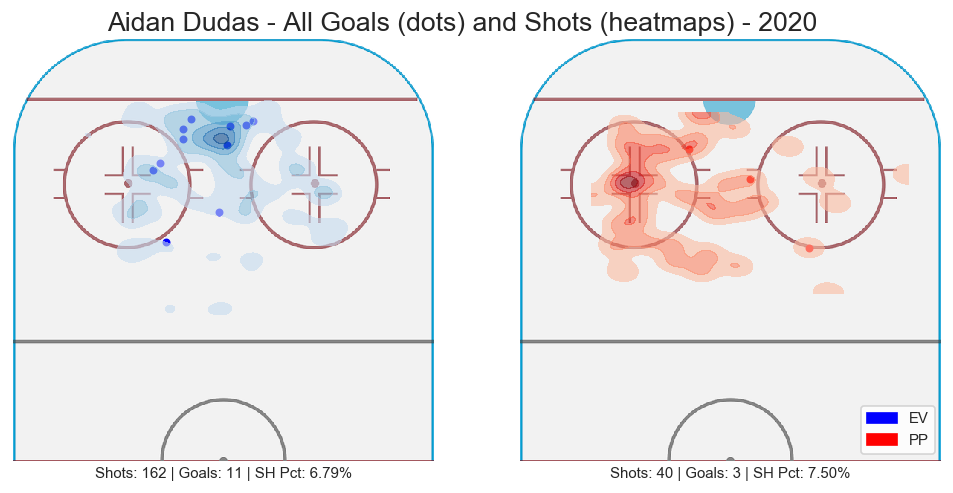 Aidan Dudas - All Goals (dots) and Shots (heatmaps) - 2020
EV
PP
Shots: 162 | Goals: 11 | SH Pct: 6.79%
Shots: 40 | Goals: 3 | SH Pct: 7.50%